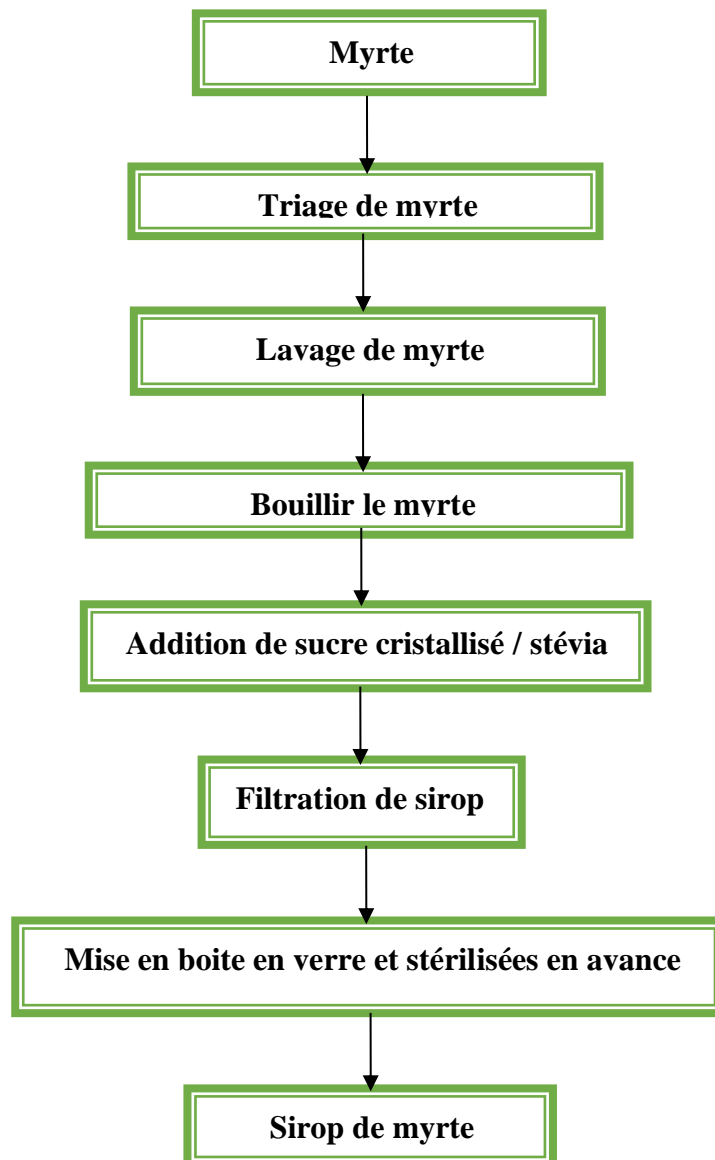 Myrte
Triage de myrte
Lavage de myrte
Bouillir le myrte
Addition de sucre cristallisé / stévia
Filtration de sirop
Mise en boite en verre et stérilisées en avance
Sirop de myrte